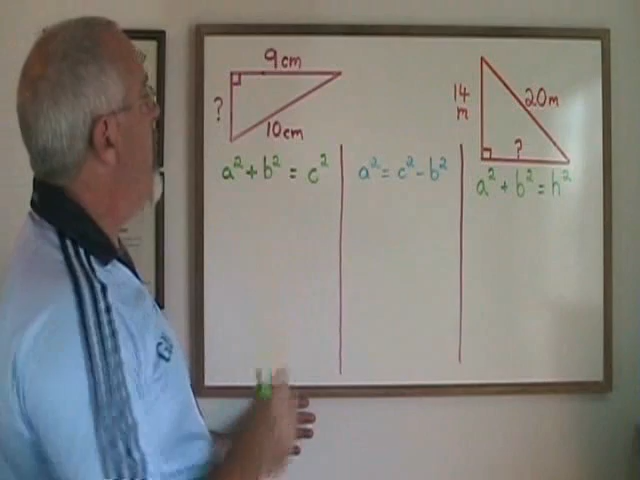 9cm
?
10cm
a² + b² = c²
a² = c² - b²
14
m
20m
?
a² + b² = h²